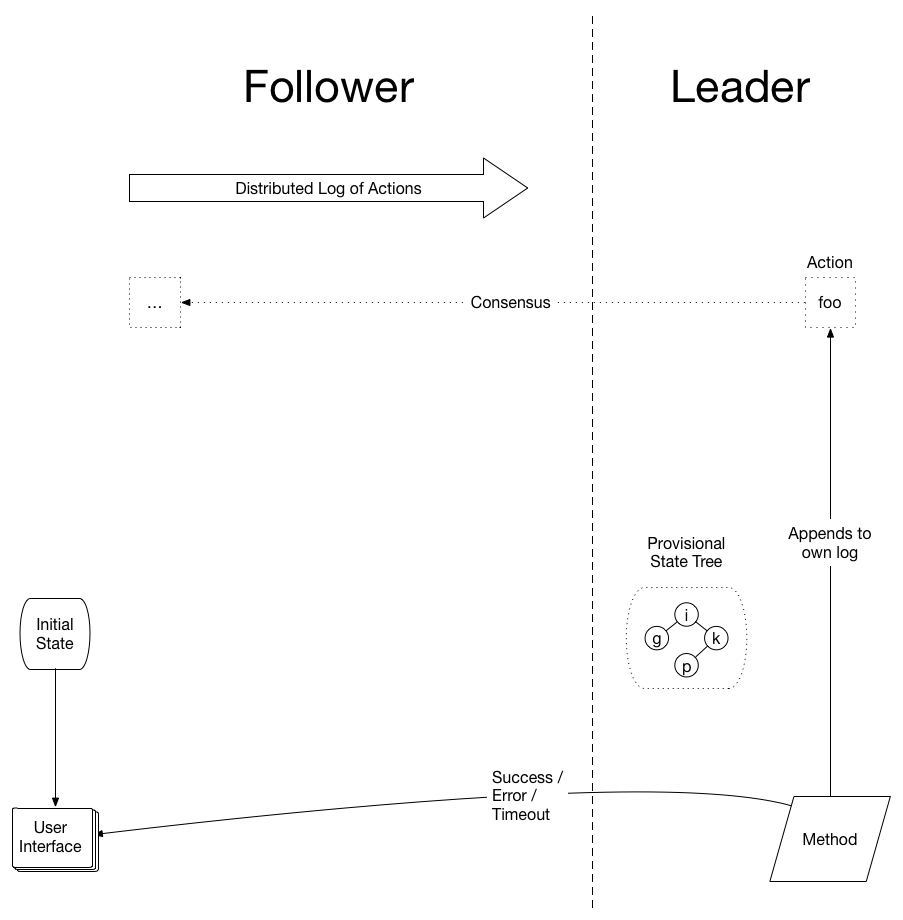 Follower
Leader
Distributed Log of Actions
Action
...
Consensus
foo
Appends to
own log
Provisional
State Tree
i
g
k
p
Initial
State
Success /
Error /
Timeout
User
Interface
Method